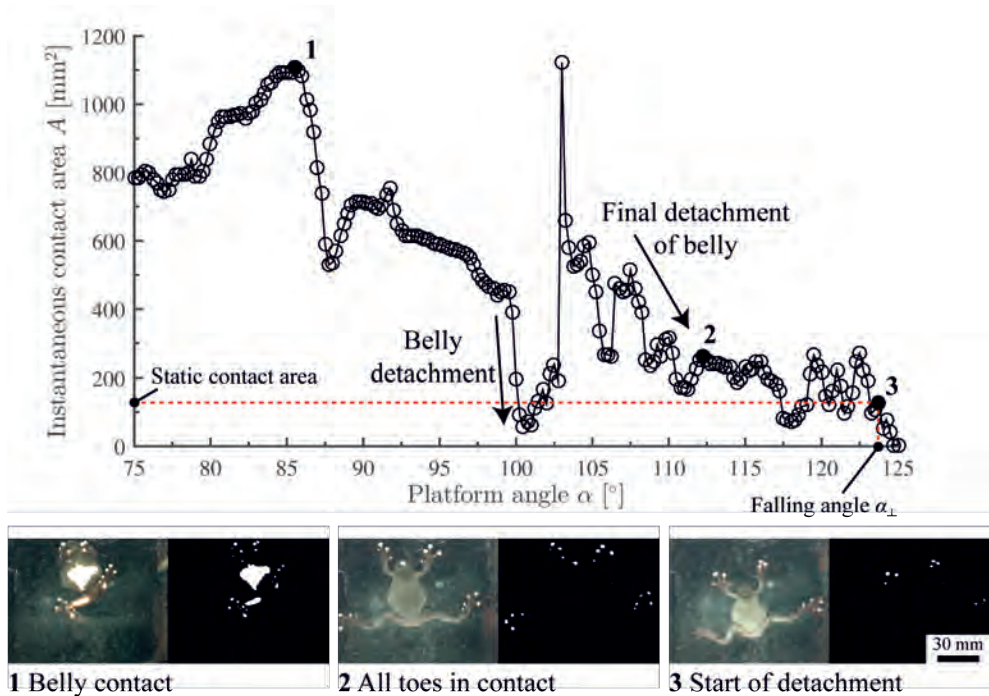 Instantaneous contact area A [mm²]
1200
1000
800
600
400
200
0
1
Final detachment
of belly
2
Belly
detachment
Static contact area
3
75
80
85
90
95
100
105
110
115
120
125
Platform angle α [°]
Falling angle α⊥
30 mm
1 Belly contact
2 All toes in contact
3 Start of detachment